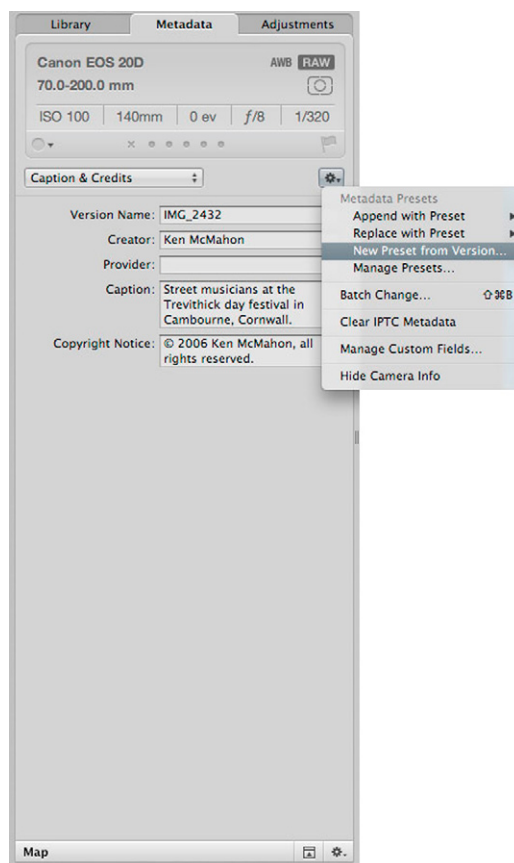 Library Metadata Adjustments
Canon EOS 20D AWB RAW
70.0-200.0 mm
ISO 100 140mm 0 ev ƒ/8 1/320
Caption & Credits
Version Name: IMG_2432
Creator: Ken McMahon
Provider:
Caption: Street musicians at the
Trevithick day festival in
Cambourne, Cornwall.
Copyright Notice: © 2006 Ken McMahon, all
rights reserved.
Metadata Presets
Append with Preset
Replace with Preset
New Preset from Version...
Manage Presets...
Batch Change... ⇧⌘B
Clear IPTC Metadata
Manage Custom Fields...
Hide Camera Info
Map